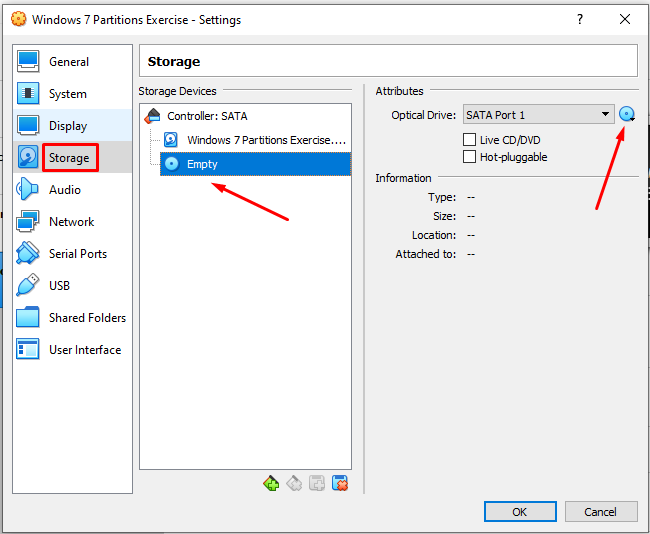 Windows 7 Partitions Exercise - Settings
?
General
System
Display
Storage
Audio
Network
Serial Ports
USB
Shared Folders
User Interface
Storage
Storage Devices
Controller: SATA
Windows 7 Partitions Exercise....
Empty
Attributes
Optical Drive: SATA Port 1
Live CD/DVD
Hot-pluggable
Information
Type: --
Size: --
Location: --
Attached to: --
OK
Cancel